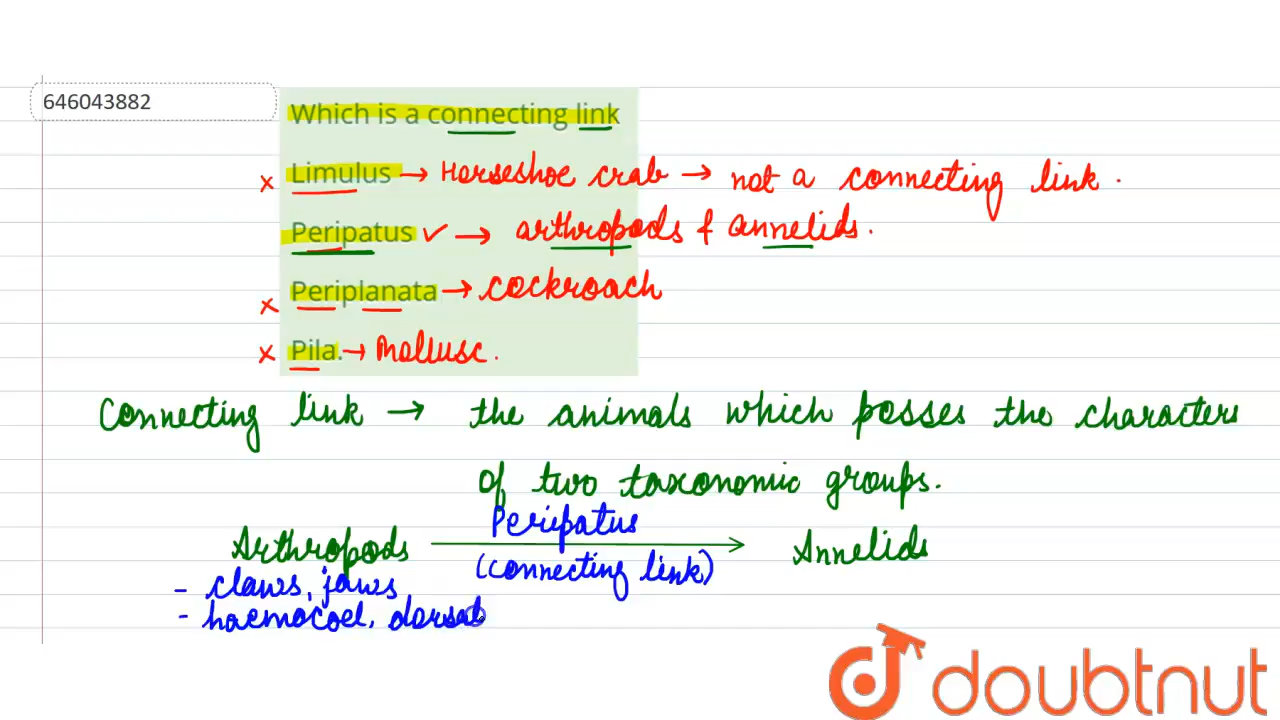 646043882
Which is a connecting link
× Limulus → Horseshoe crab → not a connecting link.
Peripatus ✓ → arthropods & annelids.
× Periplanata → cockroach
× Pila. → Mollusc.
Connecting link → the animals which posses the characters
of two taxonomic groups.
Peripatus
Arthropods → Annelids
(connecting link)
- claws, jaws
- haemocoel, dorsal
doubtnut